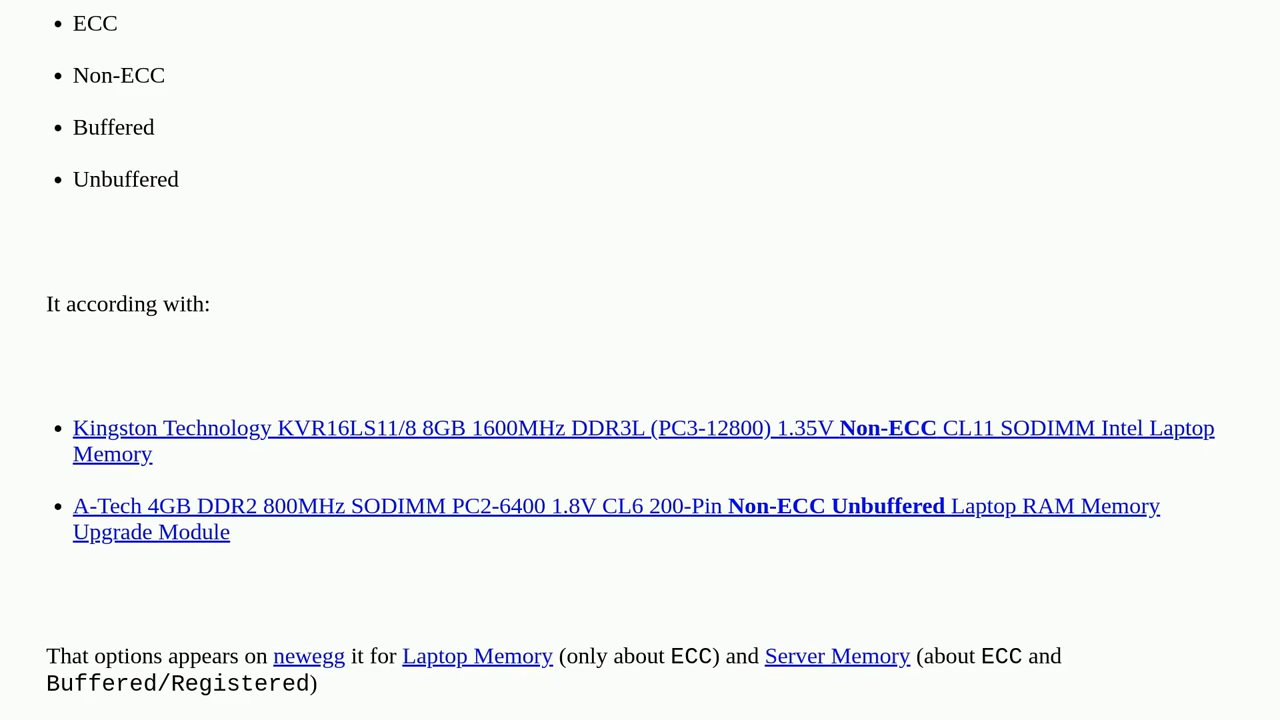 • ECC
• Non-ECC
• Buffered
• Unbuffered
It according with:
• Kingston Technology KVR16LS11/8 8GB 1600MHz DDR3L (PC3-12800) 1.35V Non-ECC CL11 SODIMM Intel Laptop
Memory
• A-Tech 4GB DDR2 800MHz SODIMM PC2-6400 1.8V CL6 200-Pin Non-ECC Unbuffered Laptop RAM Memory
Upgrade Module
That options appears on newegg it for Laptop Memory (only about ECC) and Server Memory (about ECC and
Buffered/Registered)